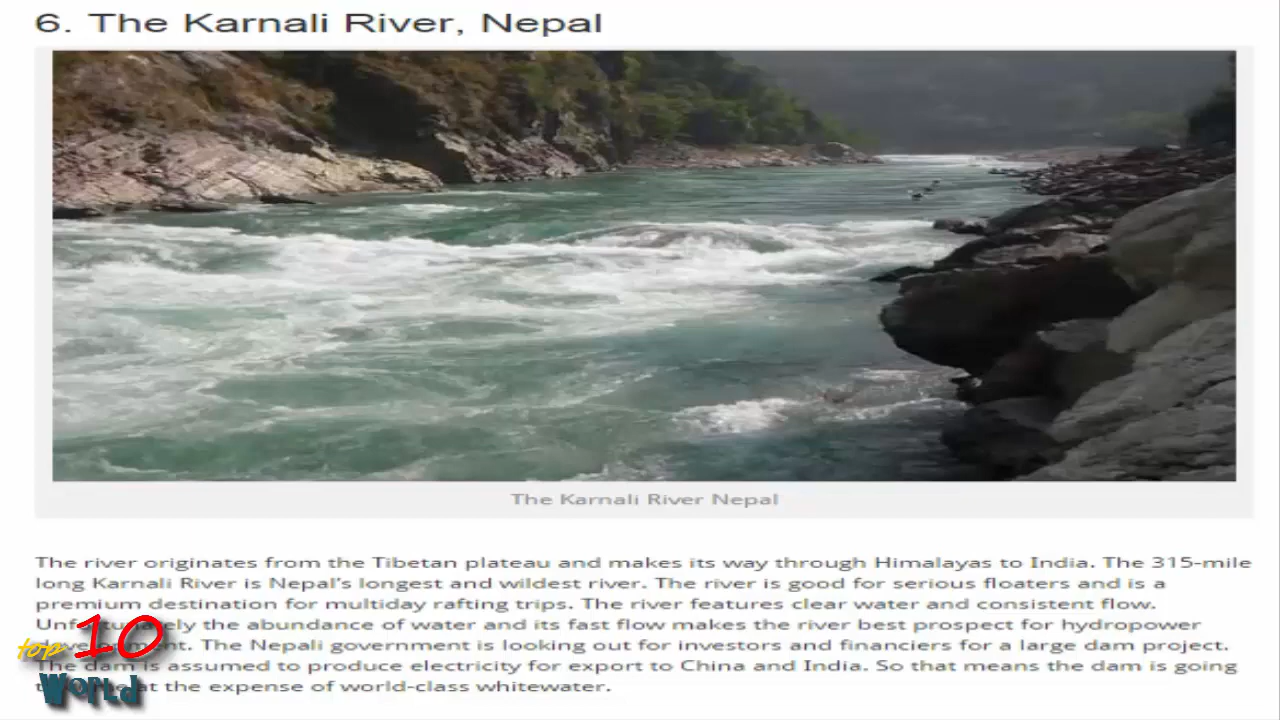 6. The Karnali River, Nepal
The Karnali River Nepal
The river originates from the Tibetan plateau and makes its way through Himalayas to India. The 315-mile
long Karnali River is Nepal's longest and wildest river. The river is good for serious floaters and is a
premium destination for multiday rafting trips. The river features clear water and consistent flow.
Unfortunately the abundance of water and its fast flow makes the river best prospect for hydropower
development. The Nepali government is looking out for investors and financiers for a large dam project.
The dam is assumed to produce electricity for export to China and India. So that means the dam is going
at the expense of world-class whitewater.
top 10
World